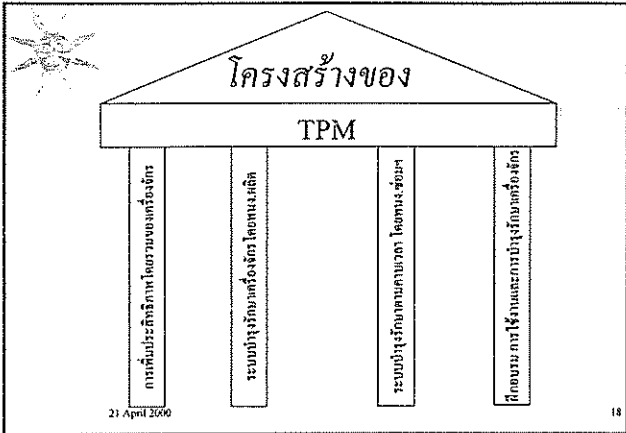 โครงสร้างของ
TPM
การเพิ่มประสิทธิภาพโดยรวมของเครื่องจักร
ระบบบำรุงรักษาเครื่องจักรโดยพนง.ผลิต
ระบบบำรุงรักษาตามคาบเวลา โดยพนง.ซ่อมฯ
ฝึกอบรม การใช้งานและการบำรุงรักษาเครื่องจักร
21 April 2000
18